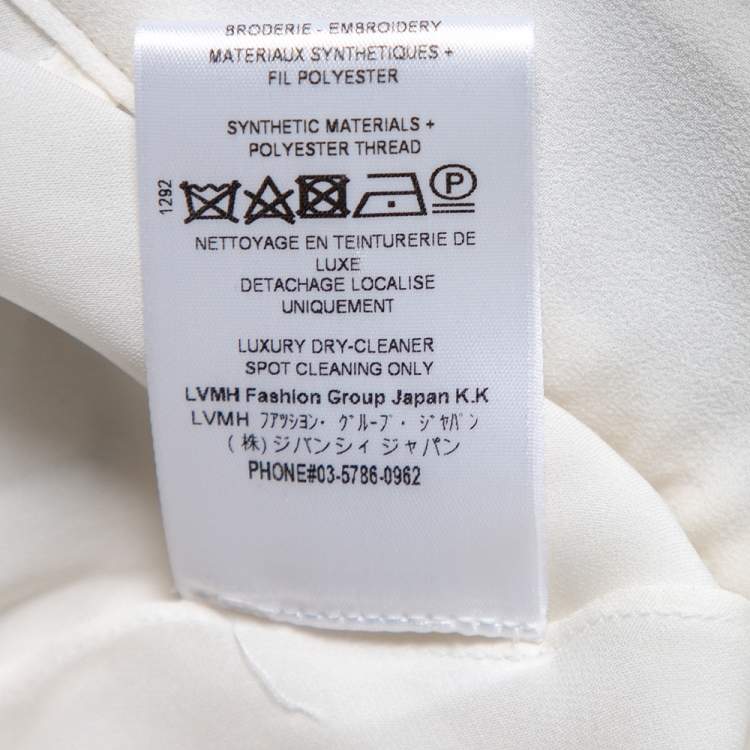 BRODERIE - EMBROIDERY
MATERIAUX SYNTHETIQUES +
FIL POLYESTER
SYNTHETIC MATERIALS +
POLYESTER THREAD
1292
P
NETTOYAGE EN TEINTURERIE DE
LUXE
DETACHAGE LOCALISE
UNIQUEMENT
LUXURY DRY-CLEANER
SPOT CLEANING ONLY
LVMH Fashion Group Japan K.K
LVMH ファッション・グループ・ジャパン
(株)ジバンシィ ジャパン
PHONE#03-5786-0962